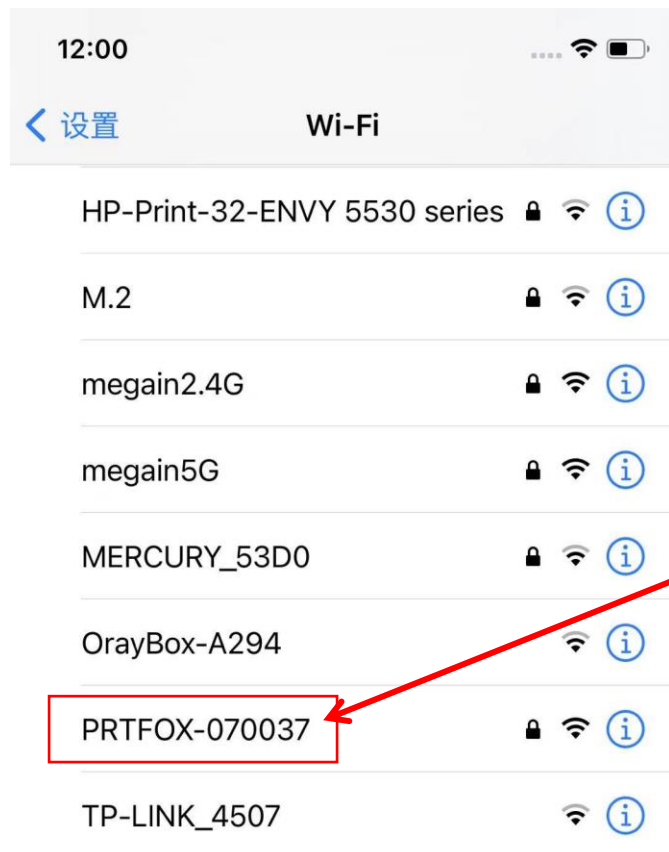 12:00
设置 Wi-Fi
HP-Print-32-ENVY 5530 series
M.2
megain2.4G
megain5G
MERCURY_53D0
OrayBox-A294
PRTFOX-070037
TP-LINK_4507